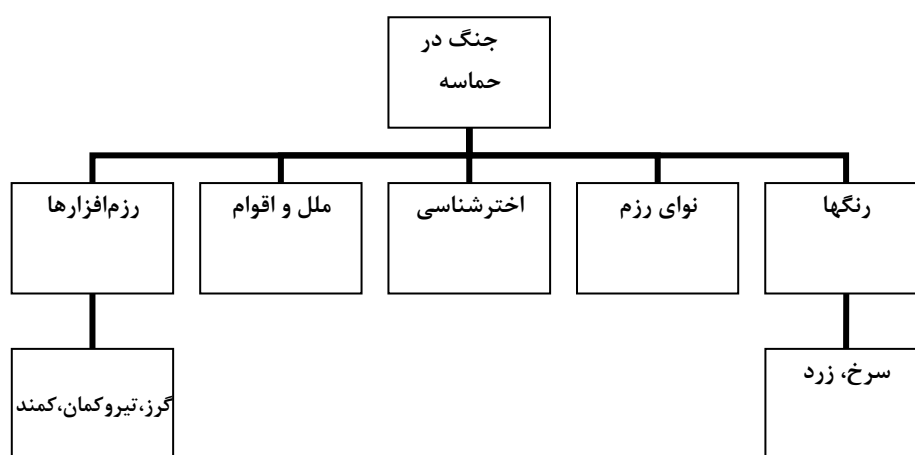 جنگ در
حماسه
رنگها
نوای رزم
اخترشناسی
ملل و اقوام
رزم‌افزارها
سرخ، زرد
گرز،تیروکمان،کمند